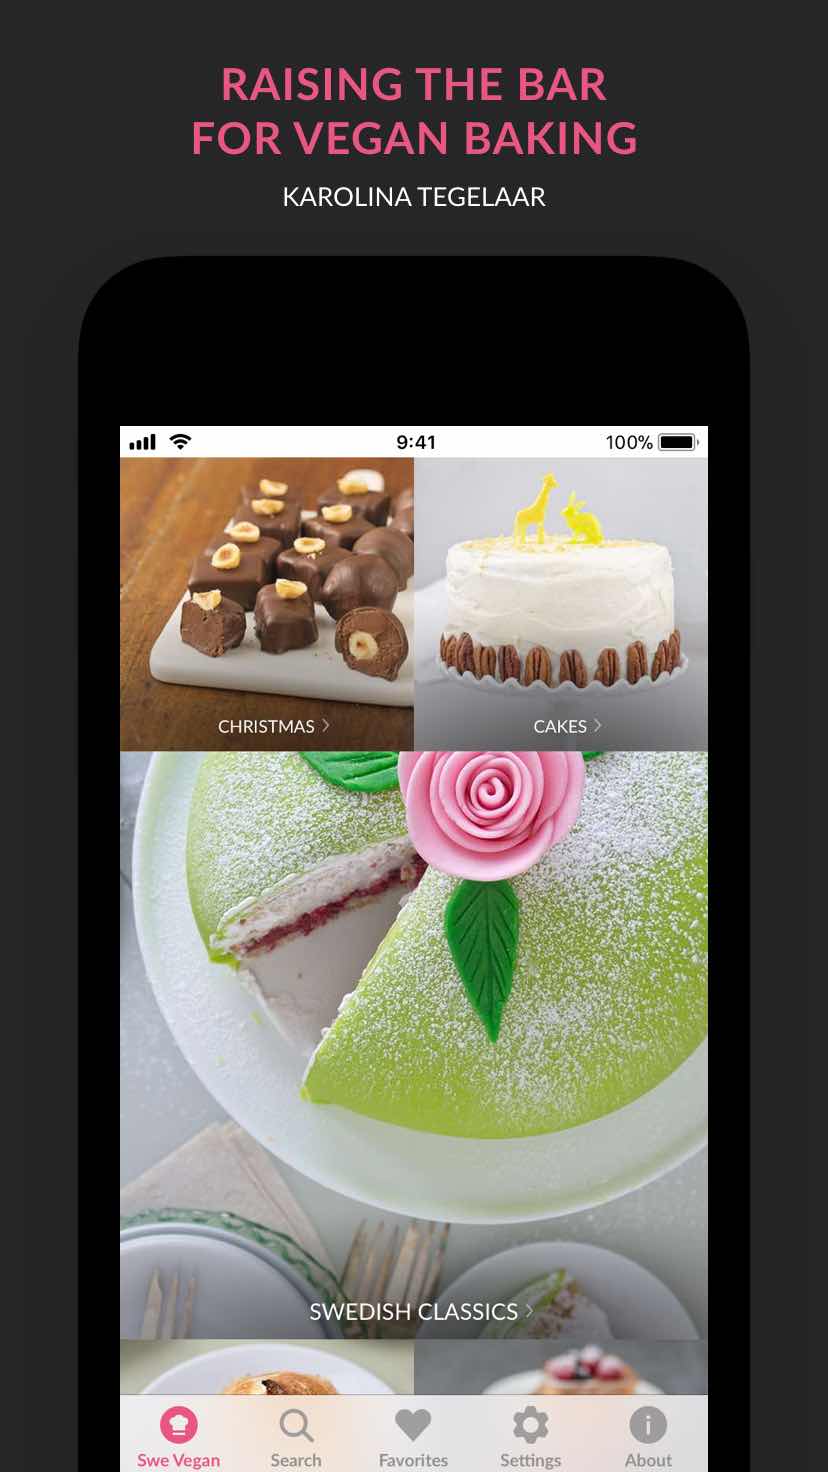 RAISING THE BAR
FOR VEGAN BAKING
KAROLINA TEGELAAR
9:41
100%
CHRISTMAS
CAKES
SWEDISH CLASSICS
Swe Vegan
Search
Favorites
Settings
About